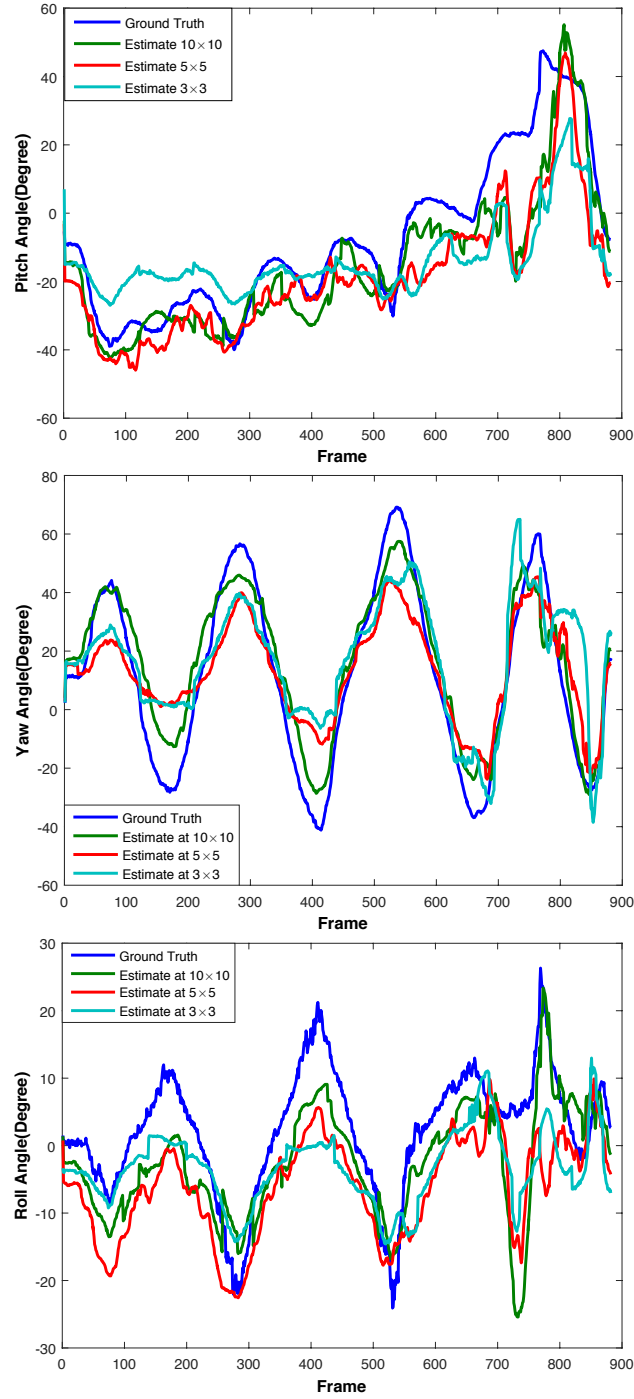 60
40
20
0
-20
-40
-60
Pitch Angle(Degree)
Ground Truth
Estimate 10×10
Estimate 5×5
Estimate 3×3
0 100 200 300 400 500 600 700 800 900
Frame
80
60
40
20
0
-20
-40
-60
Yaw Angle(Degree)
Ground Truth
Estimate at 10×10
Estimate at 5×5
Estimate at 3×3
0 100 200 300 400 500 600 700 800 900
Frame
30
20
10
0
-10
-20
-30
Roll Angle(Degree)
Ground Truth
Estimate at 10×10
Estimate at 5×5
Estimate at 3×3
0 100 200 300 400 500 600 700 800 900
Frame